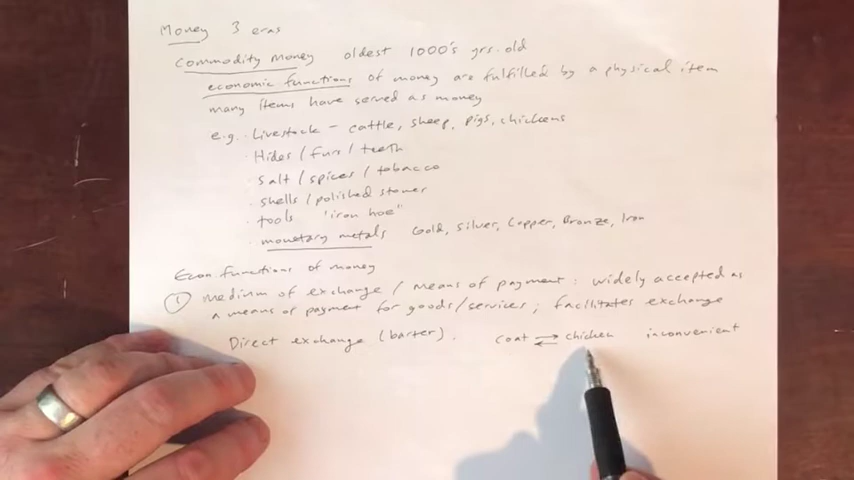 Money 3 eras
commodity money oldest 1000's yrs. old
economic functions of money are fulfilled by a physical item
many items have served as money
e.g. Livestock - cattle, sheep, pigs, chickens
Hides / furs / teeth
Salt / spices / tobacco
shells / polished stones
tools "iron hoe"
monetary metals Gold, Silver, Copper, Bronze, Iron
Econ. functions of money
① medium of exchange / means of payment: widely accepted as
a means of payment for goods/services; facilitates exchange
Direct exchange (barter). coat ⇄ chicken inconvenient